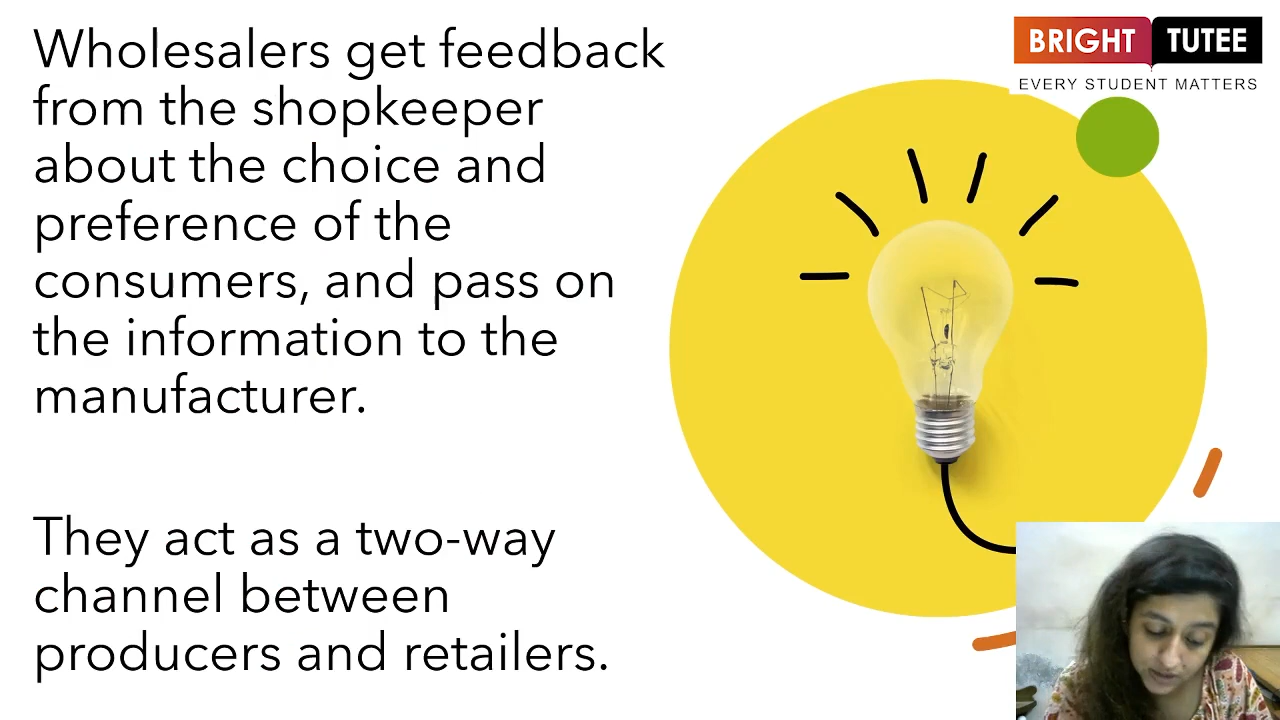 Wholesalers get feedback
from the shopkeeper
about the choice and
preference of the
consumers, and pass on
the information to the
manufacturer.
They act as a two-way
channel between
producers and retailers.
BRIGHT TUTEE
EVERY STUDENT MATTERS